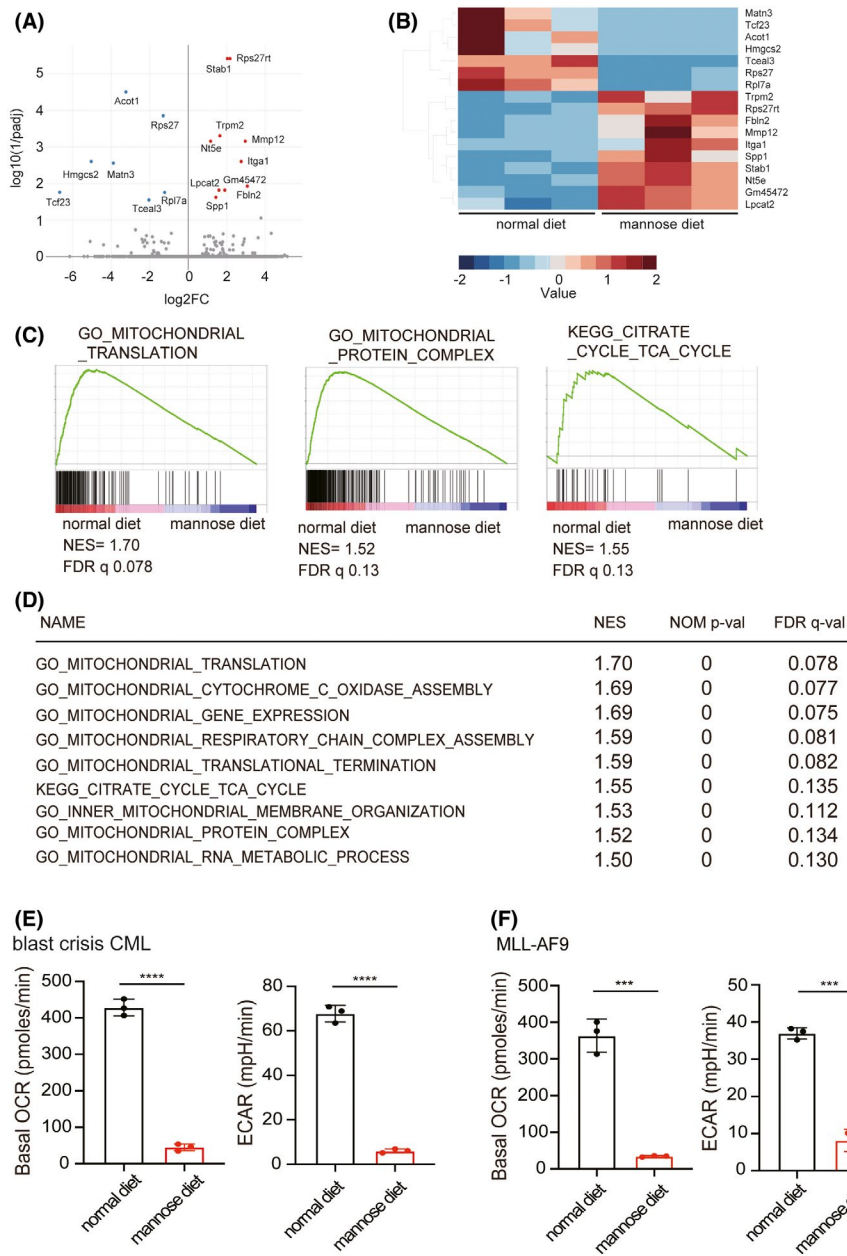 (A)
log10(1/padj)
5
4
3
2
1
0
-6
-4
-2
0
2
4
log2FC
Rps27rt
Stab1
Acot1
Rps27
Trpm2
Nt5e
Mmp12
Itga1
Hmgcs2
Matn3
Tcf23
Tceal3
Rpl7a
Lpcat2
Gm45472
Spp1
Fbln2
(B)
Matn3
Tcf23
Acot1
Hmgcs2
Tceal3
Rps27
Rpl7a
Trpm2
Rps27rt
Fbln2
Mmp12
Itga1
Spp1
Stab1
Nt5e
Gm45472
Lpcat2
normal diet mannose diet
-2 -1 0 1 2
Value
(C)
GO_MITOCHONDRIAL
_TRANSLATION
normal diet mannose diet
NES= 1.70
FDR q 0.078
GO_MITOCHONDRIAL
_PROTEIN_COMPLEX
normal diet mannose diet
NES= 1.52
FDR q 0.13
KEGG_CITRATE
_CYCLE_TCA_CYCLE
normal diet mannose diet
NES= 1.55
FDR q 0.13
(D)
NAME NES NOM p-val FDR q-val
GO_MITOCHONDRIAL_TRANSLATION 1.70 0 0.078
GO_MITOCHONDRIAL_CYTOCHROME_C_OXIDASE_ASSEMBLY 1.69 0 0.077
GO_MITOCHONDRIAL_GENE_EXPRESSION 1.69 0 0.075
GO_MITOCHONDRIAL_RESPIRATORY_CHAIN_COMPLEX_ASSEMBLY 1.59 0 0.081
GO_MITOCHONDRIAL_TRANSLATIONAL_TERMINATION 1.59 0 0.082
KEGG_CITRATE_CYCLE_TCA_CYCLE 1.55 0 0.135
GO_INNER_MITOCHONDRIAL_MEMBRANE_ORGANIZATION 1.53 0 0.112
GO_MITOCHONDRIAL_PROTEIN_COMPLEX 1.52 0 0.134
GO_MITOCHONDRIAL_RNA_METABOLIC_PROCESS 1.50 0 0.130
(E)
blast crisis CML
Basal OCR (pmoles/min)
500
400
300
200
100
0
****
normal diet
mannose diet
ECAR (mpH/min)
80
60
40
20
0
****
normal diet
mannose diet
(F)
MLL-AF9
Basal OCR (pmoles/min)
500
400
300
200
100
0
***
normal diet
mannose diet
ECAR (mpH/min)
50
40
30
20
10
0
***
normal diet
mannose d